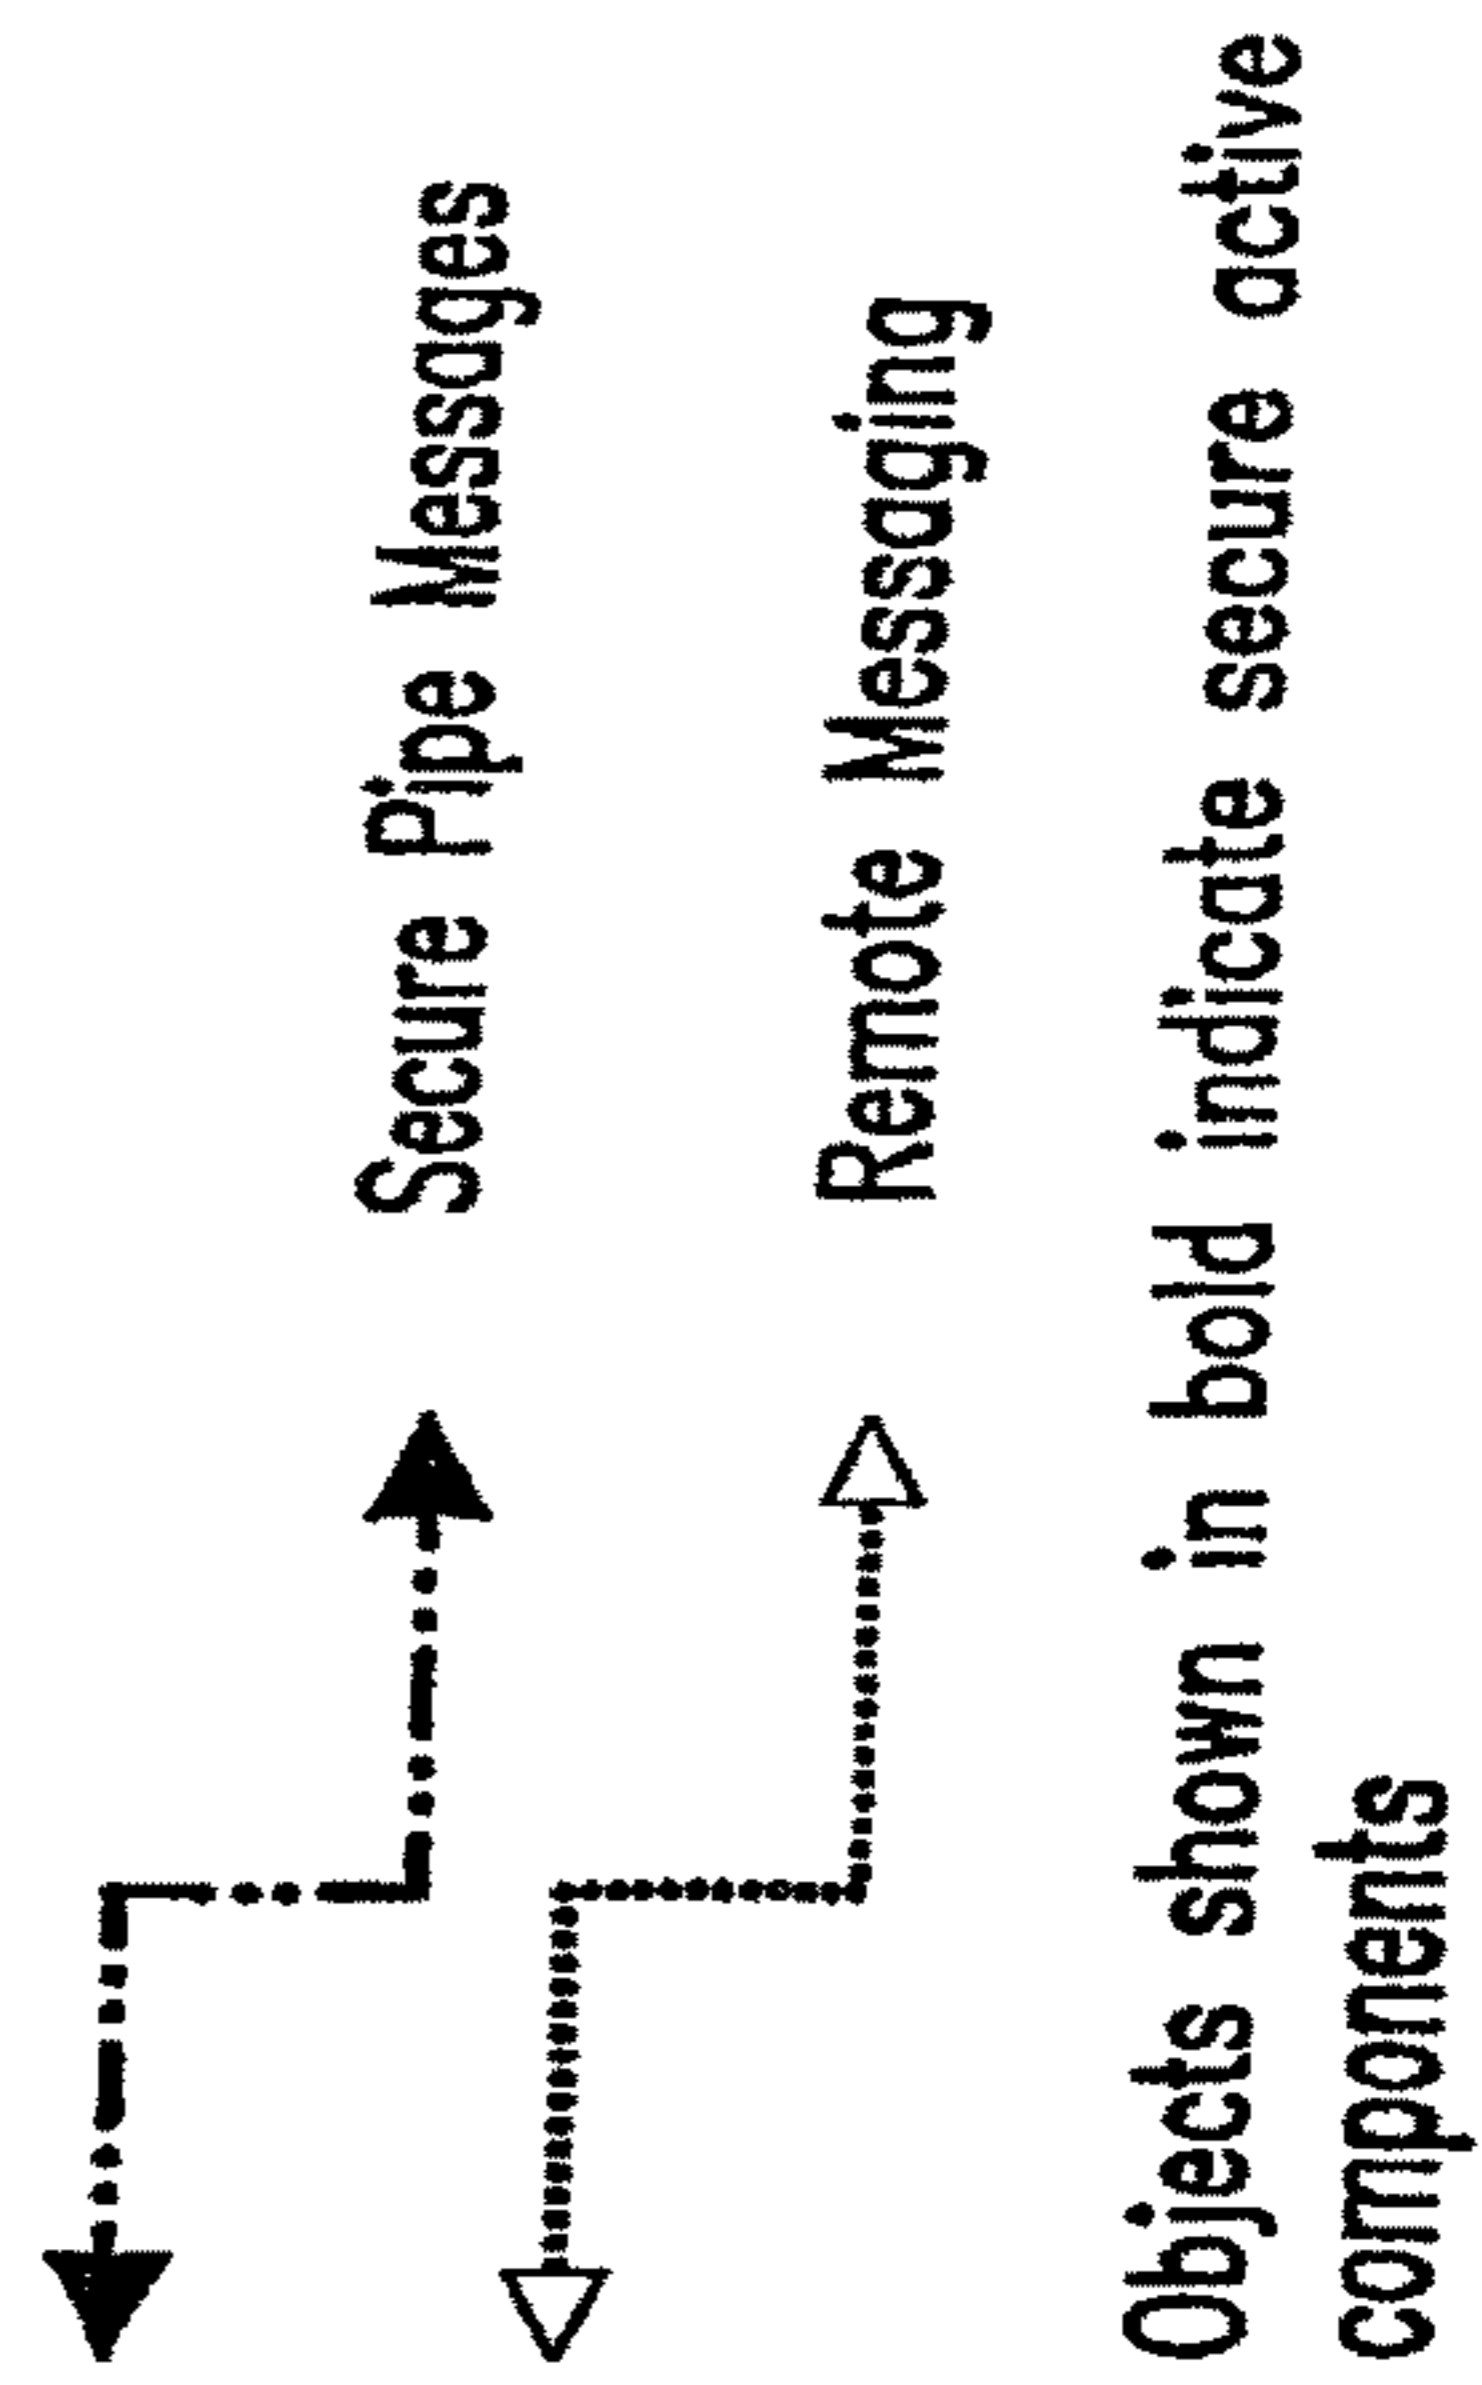 Secure Pipe Messages
Remote Messaging
Objects shown in bold indicate secure active
components